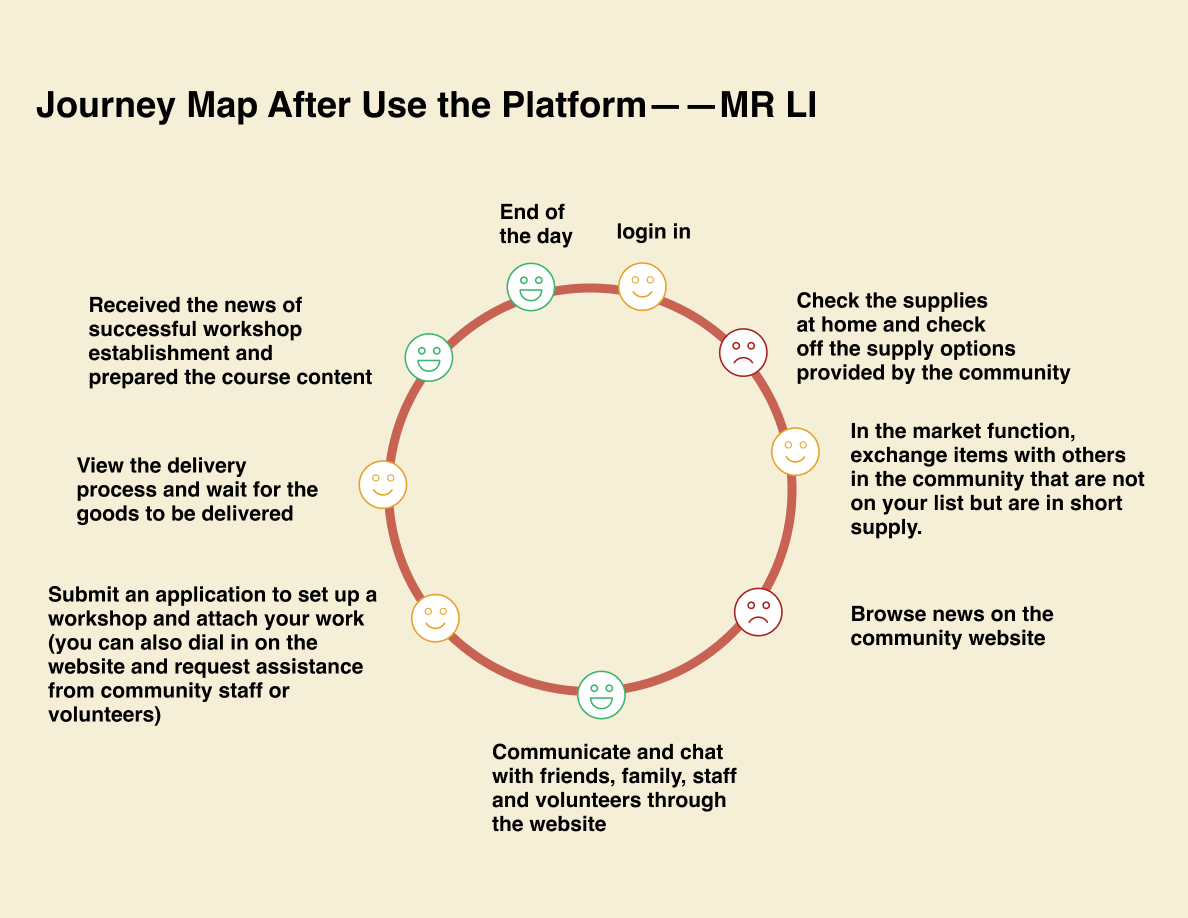 Journey Map After Use the Platform——MR LI
End of
the day
login in
Check the supplies
at home and check
off the supply options
provided by the community
In the market function,
exchange items with others
in the community that are not
on your list but are in short
supply.
Browse news on the
community website
Communicate and chat
with friends, family, staff
and volunteers through
the website
Submit an application to set up a
workshop and attach your work
(you can also dial in on the
website and request assistance
from community staff or
volunteers)
View the delivery
process and wait for the
goods to be delivered
Received the news of
successful workshop
establishment and
prepared the course content